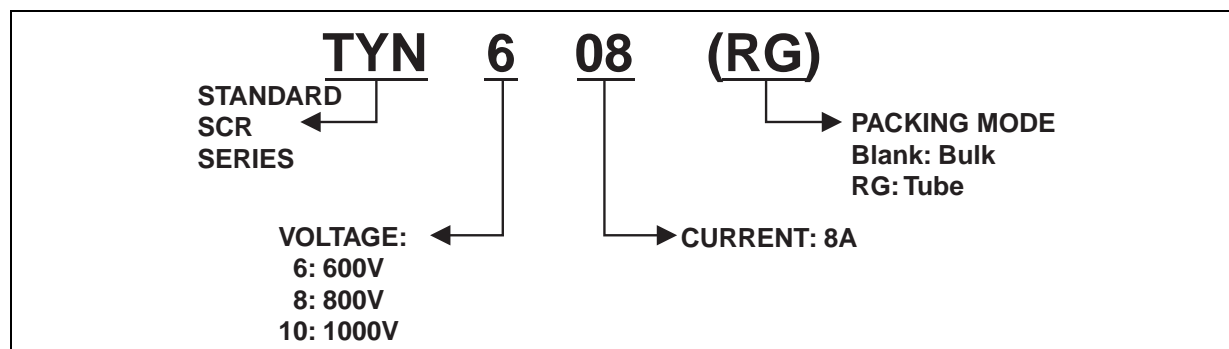 TYN 6 08 (RG)
STANDARD
SCR
SERIES
PACKING MODE
Blank: Bulk
RG: Tube
VOLTAGE:
6: 600V
8: 800V
10: 1000V
CURRENT: 8A